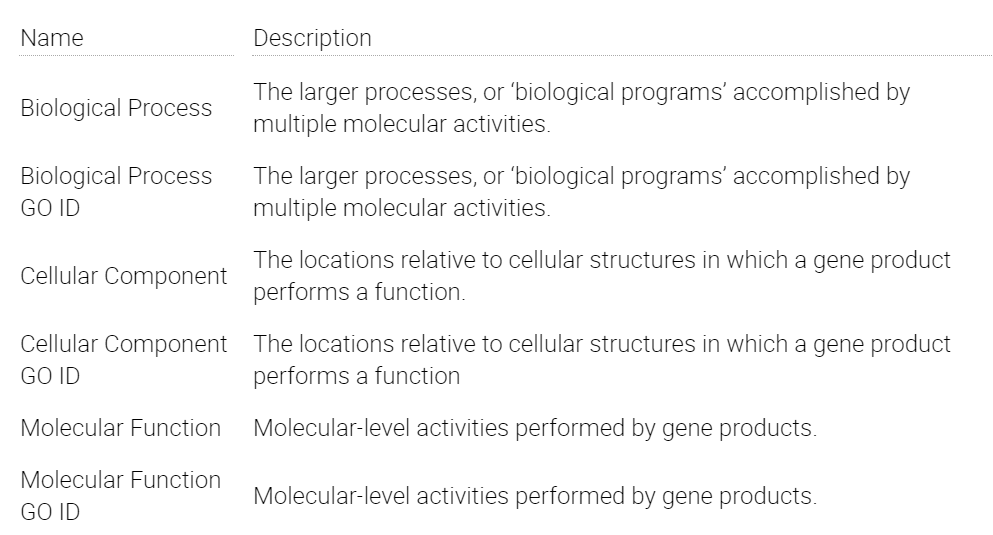 Name Description
Biological Process
The larger processes, or ‘biological programs’ accomplished by
multiple molecular activities.
Biological Process
GO ID
The larger processes, or ‘biological programs’ accomplished by
multiple molecular activities.
Cellular Component
The locations relative to cellular structures in which a gene product
performs a function.
Cellular Component
GO ID
The locations relative to cellular structures in which a gene product
performs a function
Molecular Function
Molecular-level activities performed by gene products.
Molecular Function
GO ID
Molecular-level activities performed by gene products.